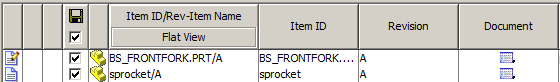 Item ID/Rev-Item Name Item ID Revision Document
Flat View
BS_FRONTFORK.PRT/A BS_FRONTFORK.... A
sprocket/A sprocket A